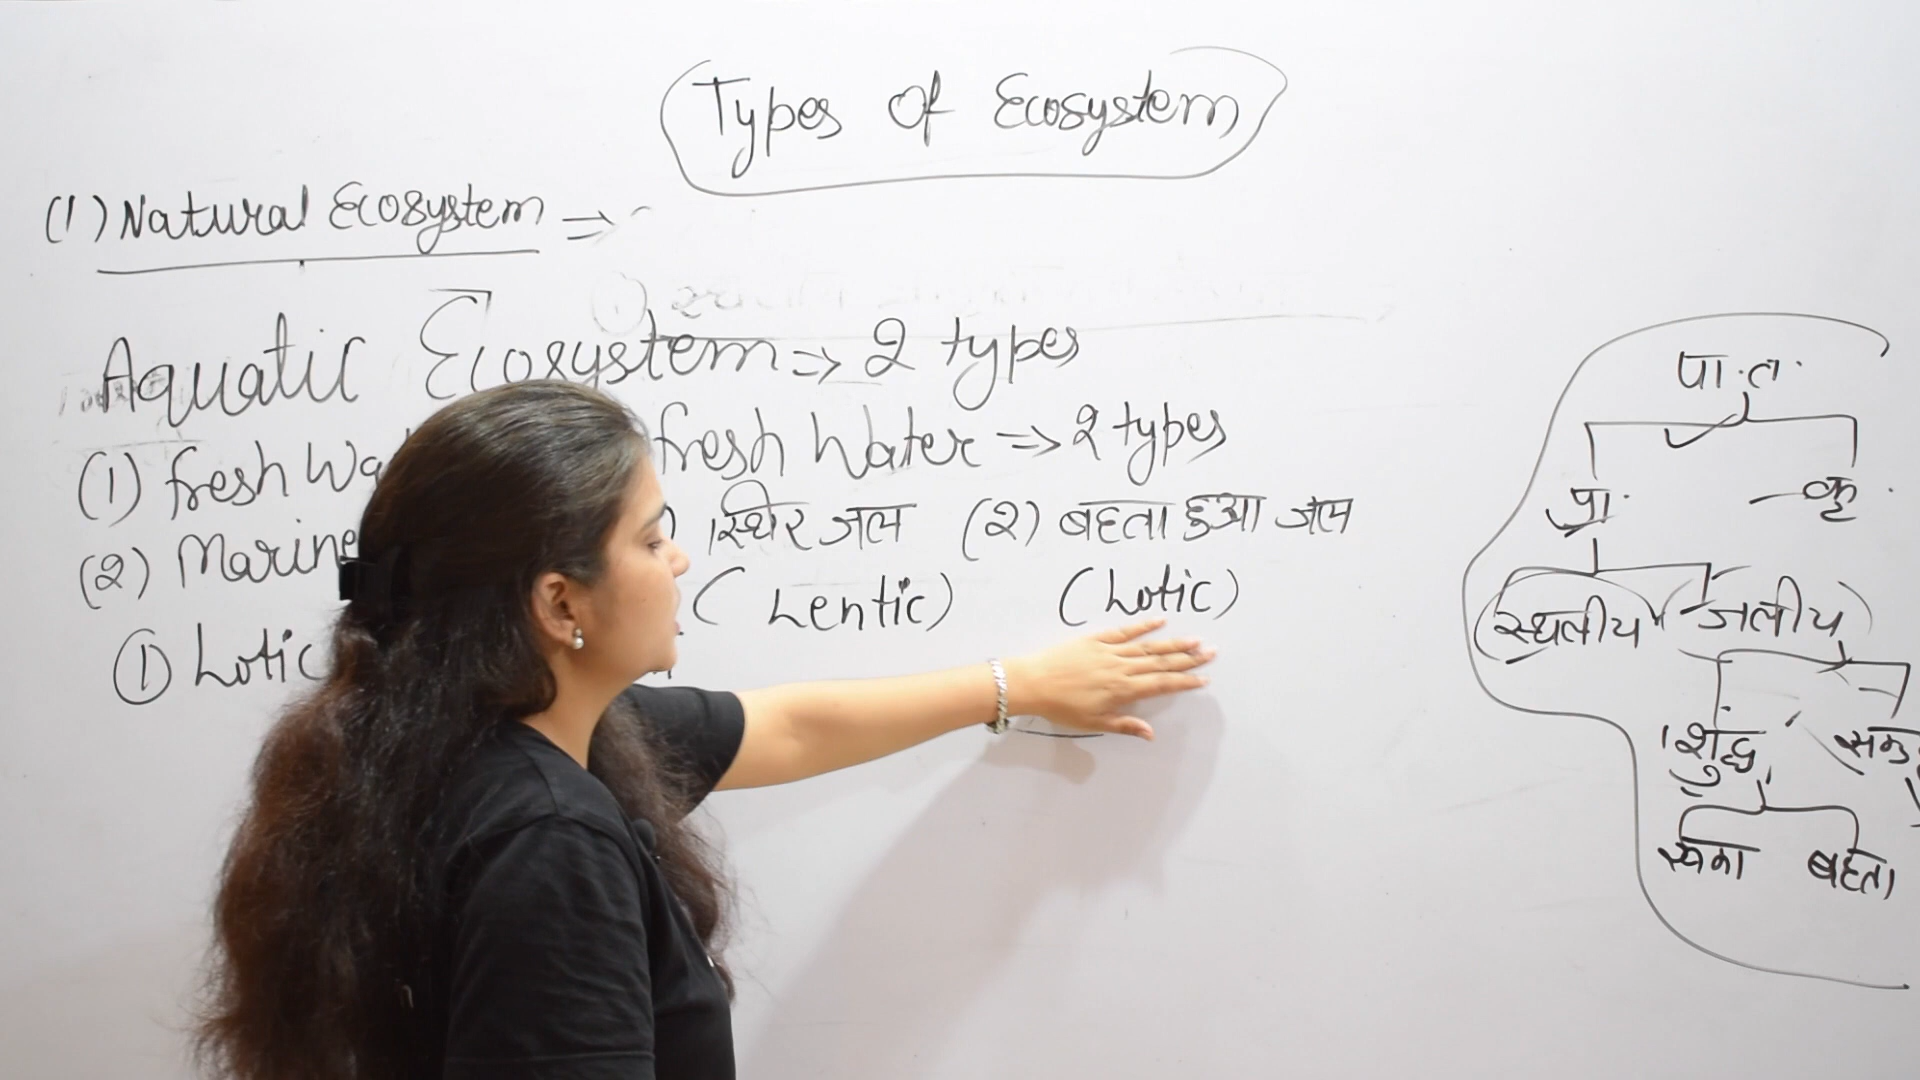 Types of Ecosystem
(1) Natural Ecosystem ⇒
Aquatic Ecosystem ⇒ 2 types
(1) fresh Wa
(2) Marine
① Lotic
fresh Water ⇒ 2 types
) स्थिर जल (2) बहता हुआ जल
(Lentic) (Lotic)
पा.त.
प्रा. कृ.
(स्थलीय) (जलीय)
शुद्ध समु
रुका बहता